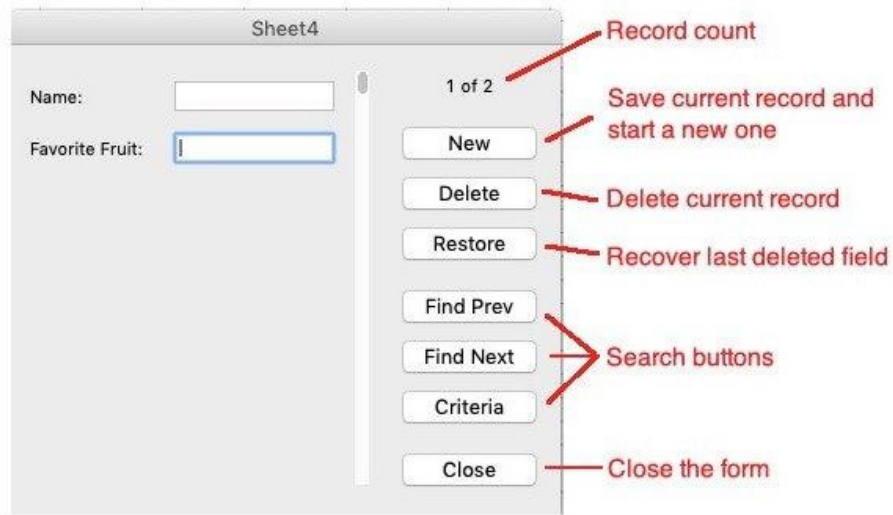 Sheet4
Record count
1 of 2
Name:
Save current record and
start a new one
New
Favorite Fruit:
Delete
Delete current record
Restore
Recover last deleted field
Find Prev
Find Next
Search buttons
Criteria
Close
Close the form